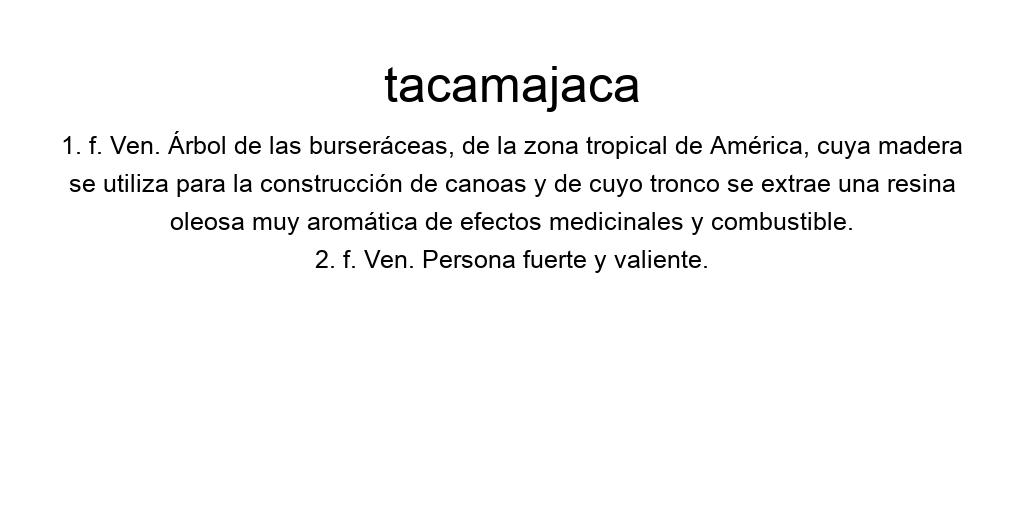 tacamajaca
1. f. Ven. Árbol de las burseráceas, de la zona tropical de América, cuya madera
se utiliza para la construcción de canoas y de cuyo tronco se extrae una resina
oleosa muy aromática de efectos medicinales y combustible.
2. f. Ven. Persona fuerte y valiente.